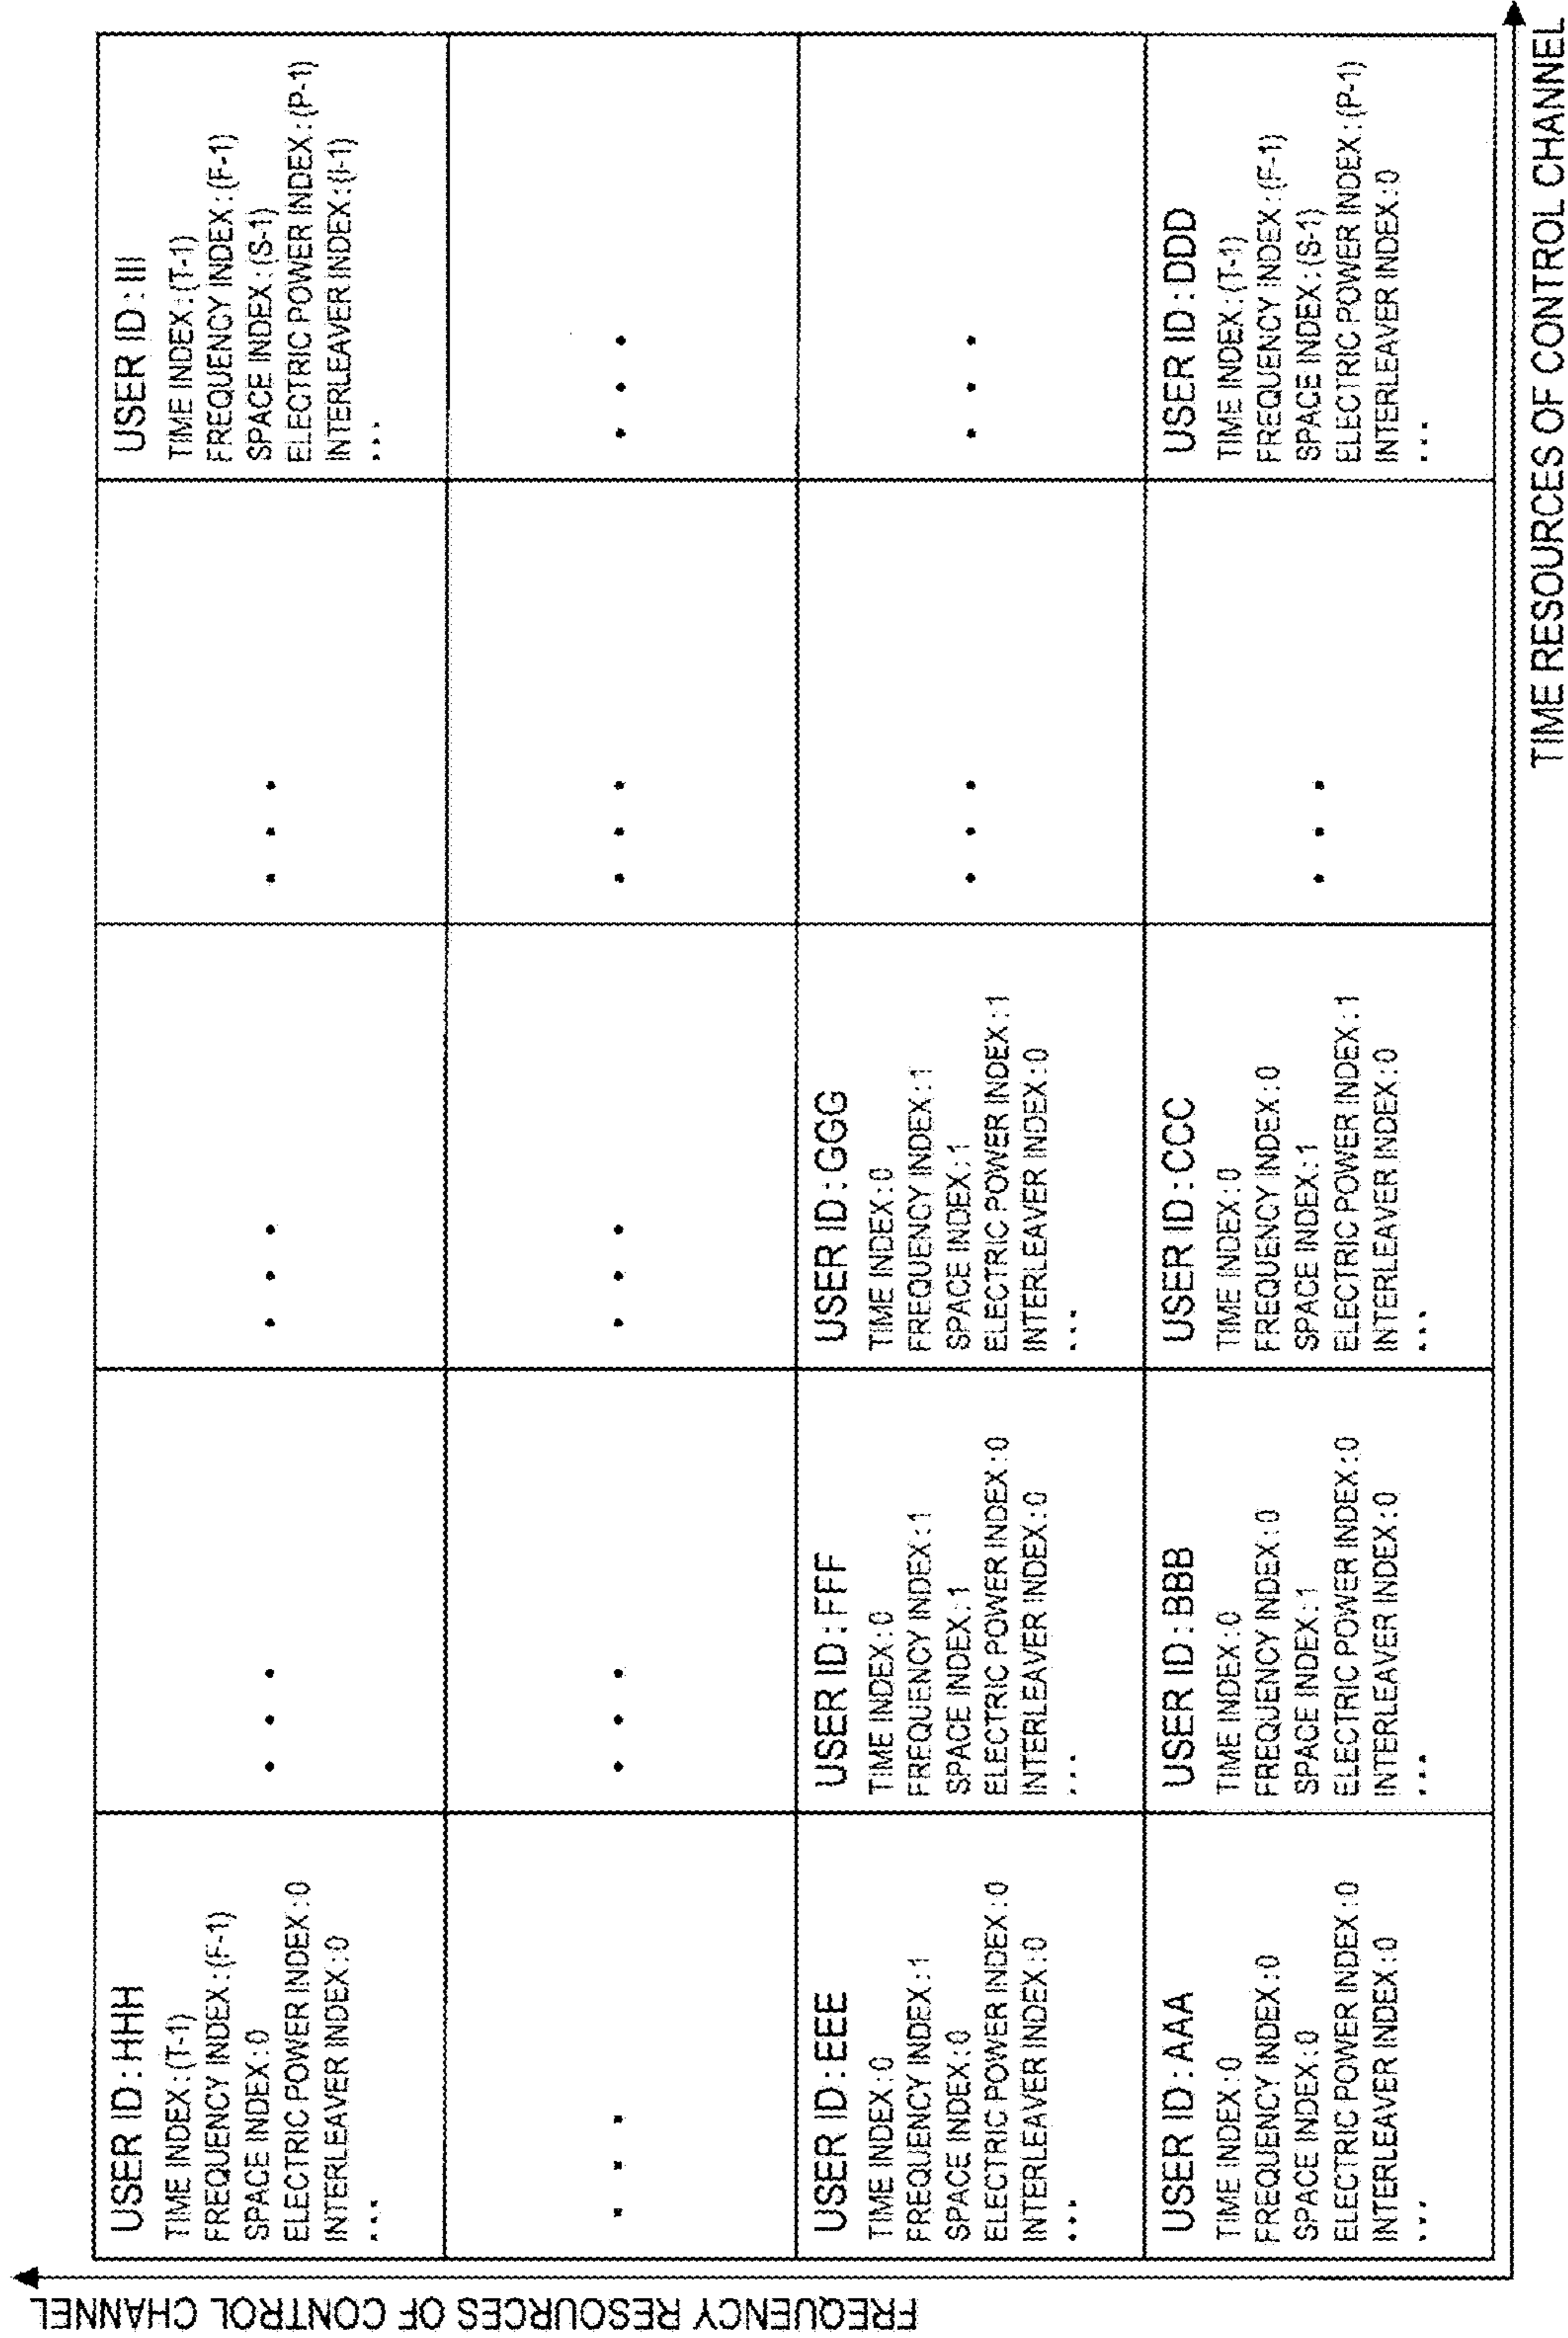 FREQUENCY RESOURCES OF CONTROL CHANNEL
USER ID : HHH
TIME INDEX : (T-1)
FREQUENCY INDEX : (F-1)
SPACE INDEX : 0
ELECTRIC POWER INDEX : 0
INTERLEAVER INDEX : 0
...
...
...
...
USER ID : III
TIME INDEX : (T-1)
FREQUENCY INDEX : (F-1)
SPACE INDEX : (S-1)
ELECTRIC POWER INDEX : (P-1)
INTERLEAVER INDEX : (I-1)
...
...
...
...
...
...
USER ID : EEE
TIME INDEX : 0
FREQUENCY INDEX : 1
SPACE INDEX : 0
ELECTRIC POWER INDEX : 0
INTERLEAVER INDEX : 0
...
USER ID : FFF
TIME INDEX : 0
FREQUENCY INDEX : 1
SPACE INDEX : 1
ELECTRIC POWER INDEX : 0
INTERLEAVER INDEX : 0
...
USER ID : GGG
TIME INDEX : 0
FREQUENCY INDEX : 1
SPACE INDEX : 1
ELECTRIC POWER INDEX : 1
INTERLEAVER INDEX : 0
...
...
...
USER ID : AAA
TIME INDEX : 0
FREQUENCY INDEX : 0
SPACE INDEX : 0
ELECTRIC POWER INDEX : 0
INTERLEAVER INDEX : 0
...
USER ID : BBB
TIME INDEX : 0
FREQUENCY INDEX : 0
SPACE INDEX : 1
ELECTRIC POWER INDEX : 0
INTERLEAVER INDEX : 0
...
USER ID : CCC
TIME INDEX : 0
FREQUENCY INDEX : 0
SPACE INDEX : 1
ELECTRIC POWER INDEX : 1
INTERLEAVER INDEX : 0
...
...
USER ID : DDD
TIME INDEX : (T-1)
FREQUENCY INDEX : (F-1)
SPACE INDEX : (S-1)
ELECTRIC POWER INDEX : (P-1)
INTERLEAVER INDEX : 0
...
TIME RESOURCES OF CONTROL CHANNEL